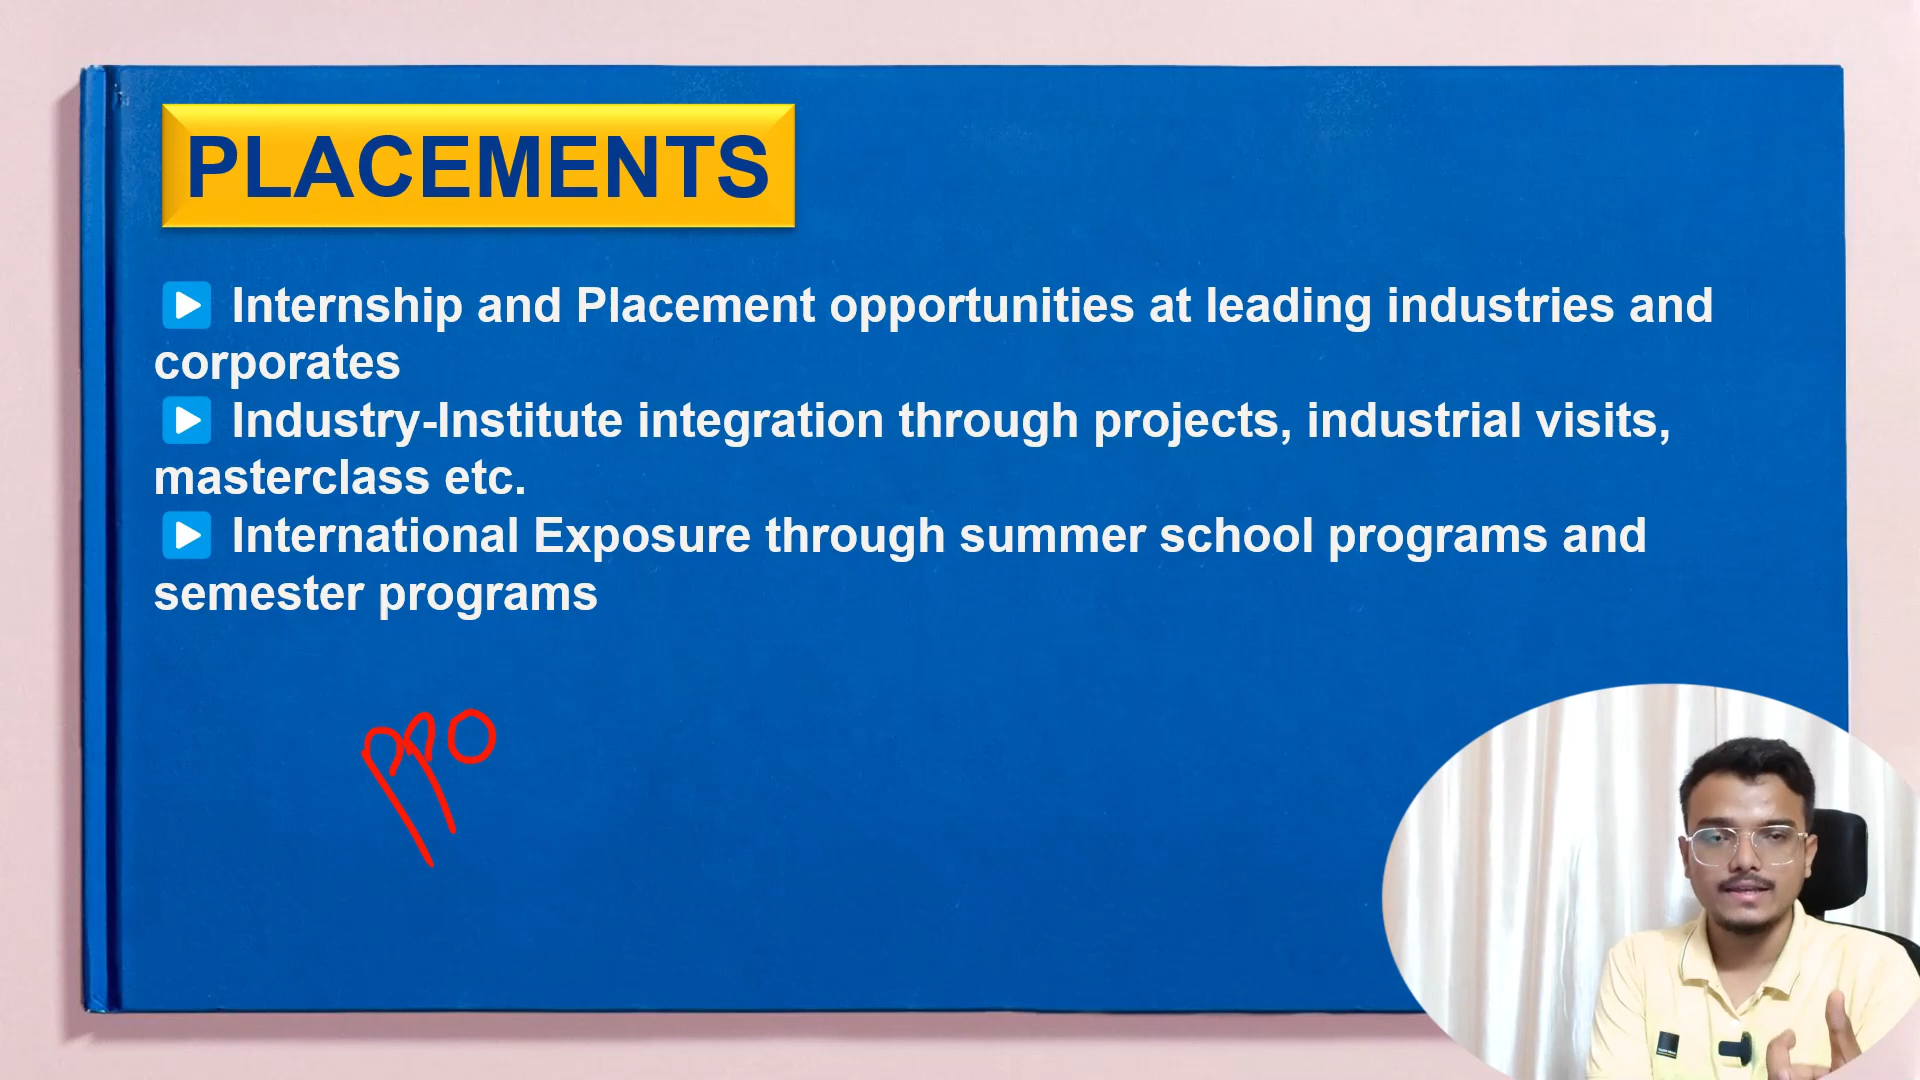 PLACEMENTS
▶ Internship and Placement opportunities at leading industries and
corporates
▶ Industry-Institute integration through projects, industrial visits,
masterclass etc.
▶ International Exposure through summer school programs and
semester programs
PPO